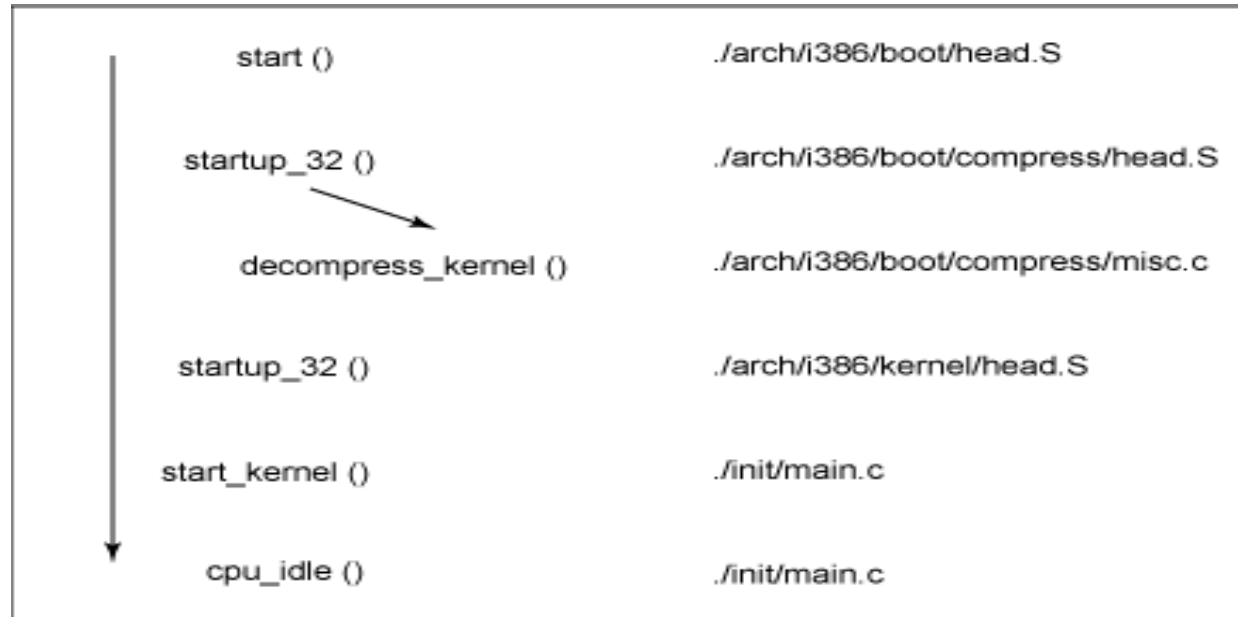 start () ./arch/i386/boot/head.S
startup_32 () ./arch/i386/boot/compress/head.S
decompress_kernel () ./arch/i386/boot/compress/misc.c
startup_32 () ./arch/i386/kernel/head.S
start_kernel () ./init/main.c
cpu_idle () ./init/main.c